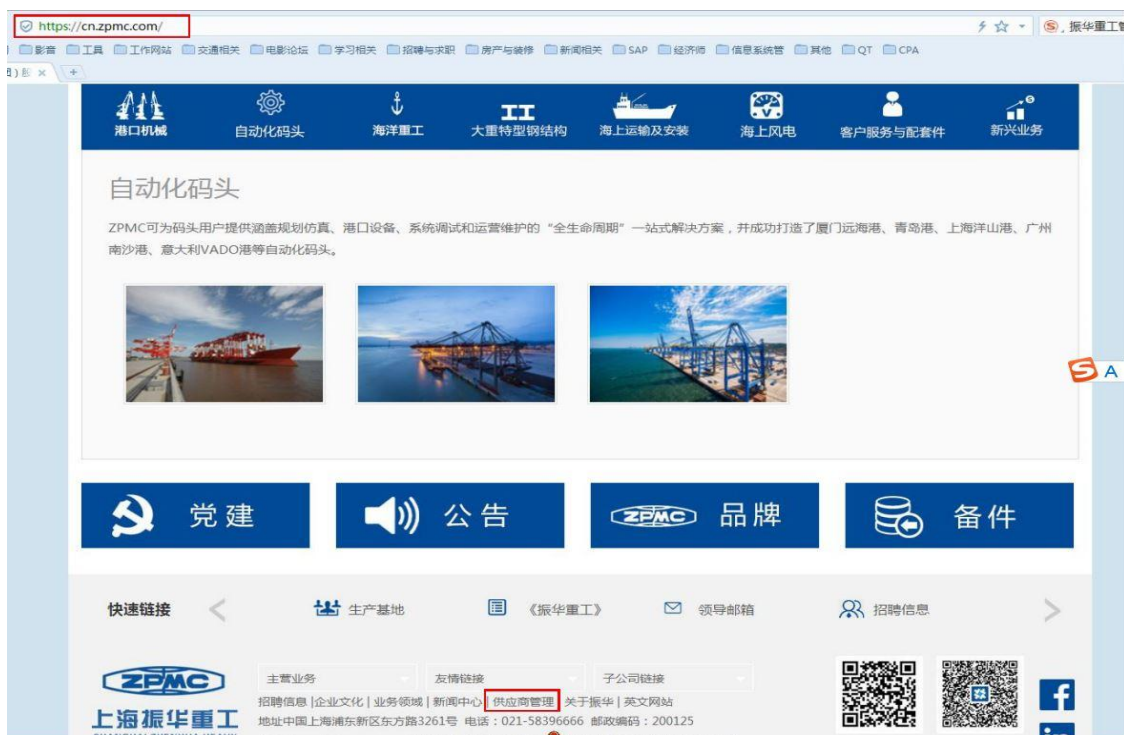 https://cn.zpmc.com/
振华重工
影音 工具 工作网站 交通相关 电影论坛 学习相关 招聘与求职 房产与装修 新闻相关 SAP 经济师 信息系统管 其他 QT CPA
港口机械 自动化码头 海洋重工 大重特型钢结构 海上运输及安装 海上风电 客户服务与配套件 新兴业务
自动化码头
ZPMC可为码头用户提供涵盖规划仿真、港口设备、系统调试和运营维护的“全生命周期”一站式解决方案，并成功打造了厦门远海港、青岛港、上海洋山港、广州
南沙港、意大利VADO港等自动化码头。
A
党建 公告 ZPMC 品牌 备件
快速链接 生产基地 《振华重工》 领导邮箱 招聘信息
ZPMC
上海振华重工
主营业务 友情链接 子公司链接
招聘信息 |企业文化 | 业务领域 | 新闻中心 | 供应商管理 关于振华 | 英文网站
地址中国上海浦东新区东方路3261号 电话：021-58396666 邮政编码：200125
f
in